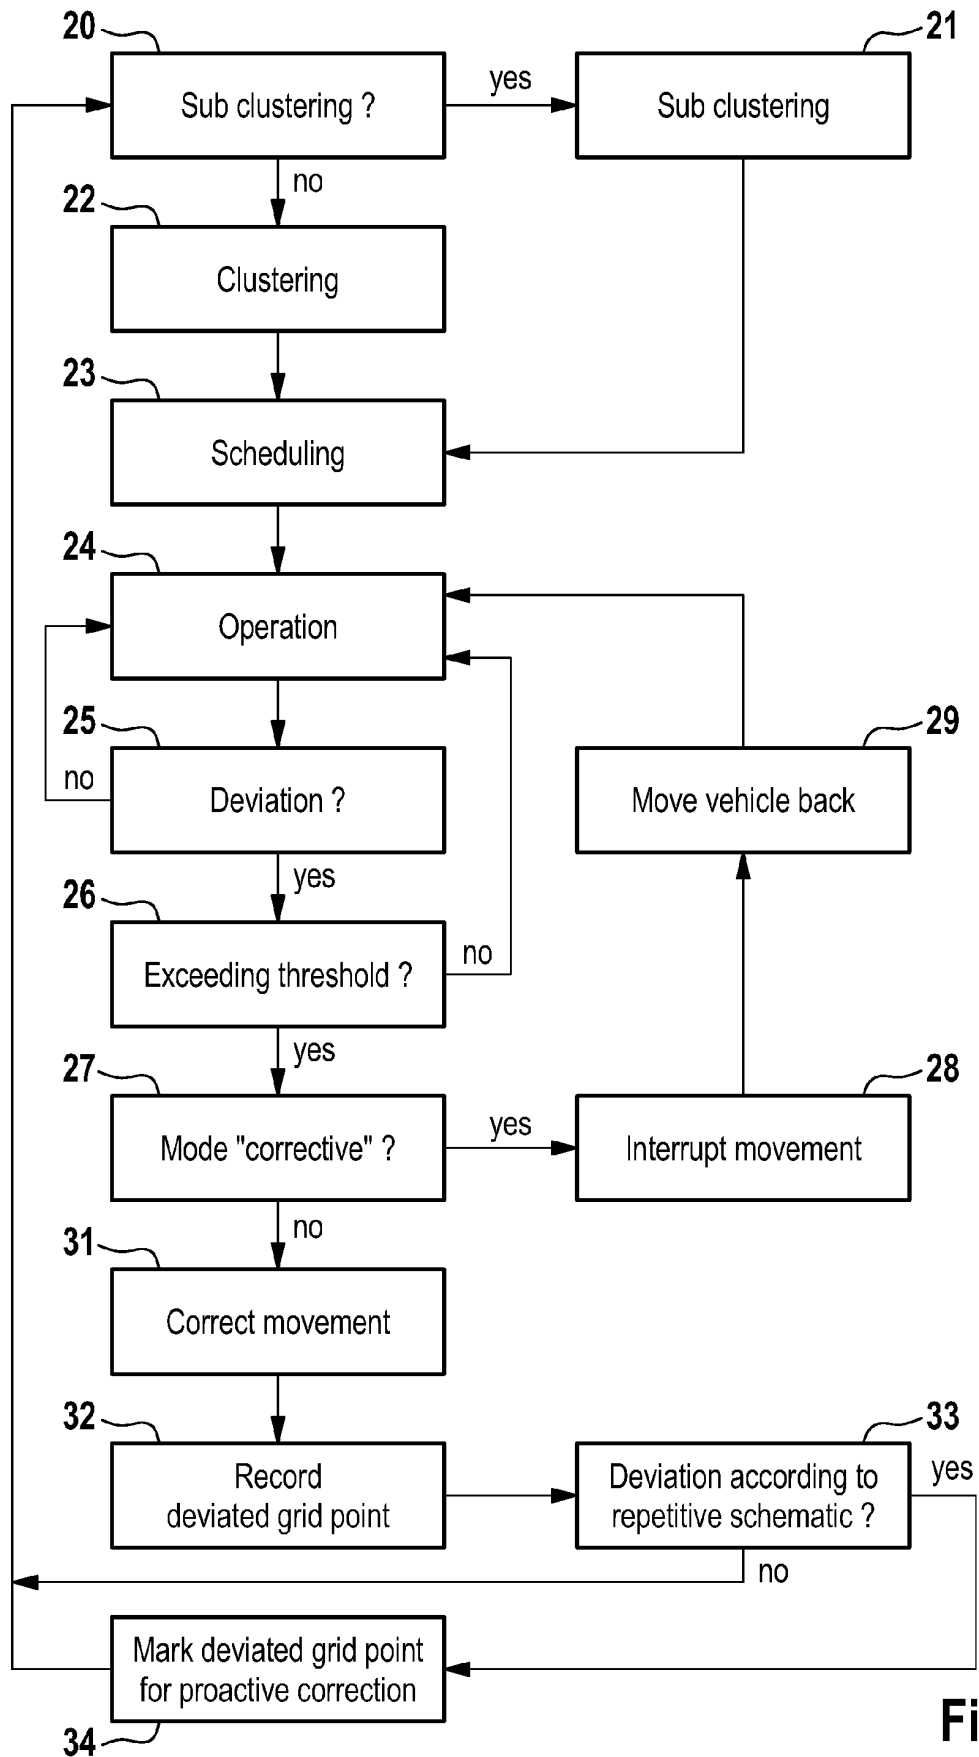 20
21
Sub clustering ?
yes
Sub clustering
no
22
Clustering
23
Scheduling
24
Operation
25
29
no
Deviation ?
Move vehicle back
yes
26
Exceeding threshold ?
no
yes
27
28
Mode "corrective" ?
yes
Interrupt movement
no
31
Correct movement
32
33
Record
deviated grid point
Deviation according to
repetitive schematic ?
yes
no
Mark deviated grid point
for proactive correction
34
Fi